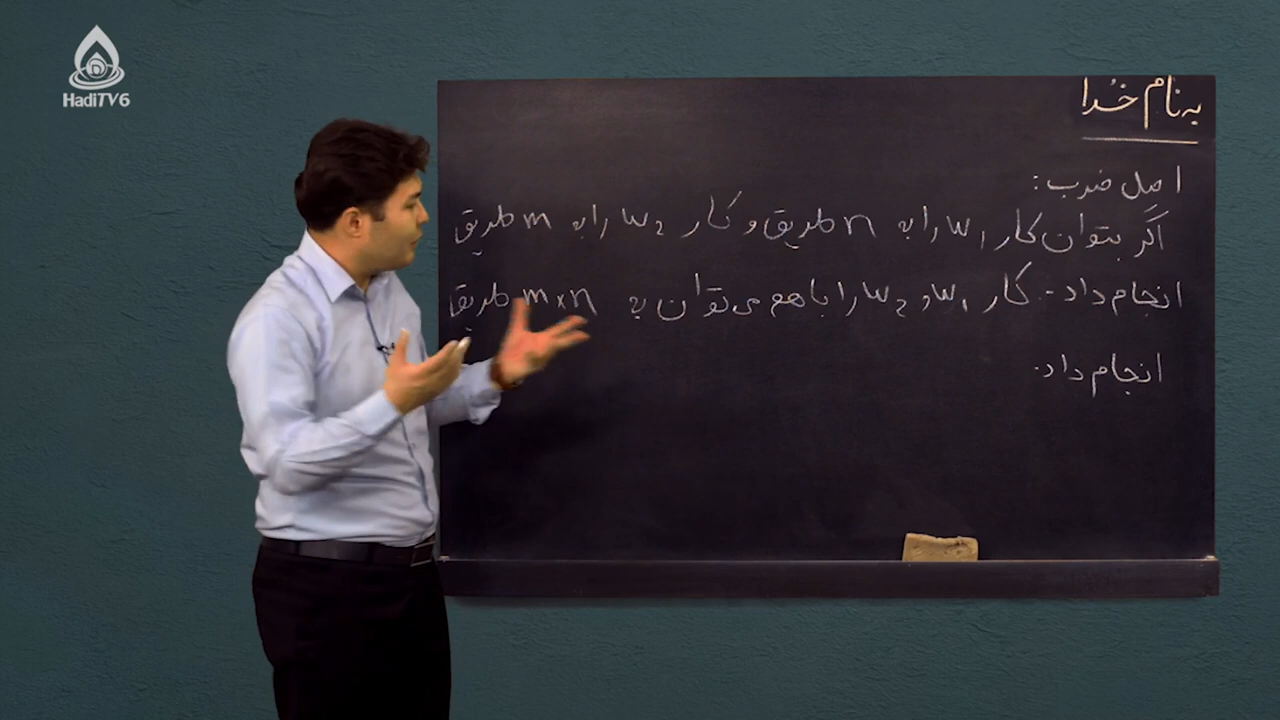 HadiTV6
به نام خدا
اصل ضرب:
اگر بتوان کار w₁ را به n طریق و کار w₂ را به m طریق
انجام داد. کار w₁ و w₂ را با هم می توان به m×n طریق
انجام داد.